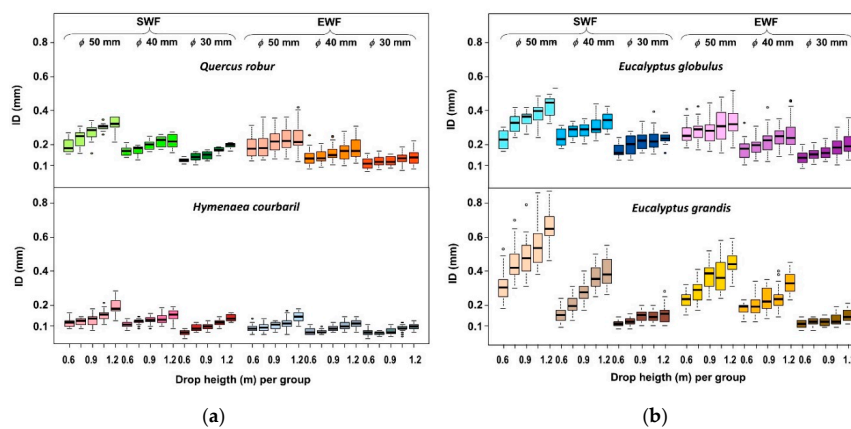 SWF EWF
ϕ 50 mm ϕ 40 mm ϕ 30 mm ϕ 50 mm ϕ 40 mm ϕ 30 mm
Quercus robur
ID (mm)
0.8
0.4
0.2
0.1
Hymenaea courbaril
ID (mm)
0.8
0.6
0.4
0.2
0.1
0.6 0.9 1.2 0.6 0.9 1.2 0.6 0.9 1.2 0.6 0.9 1.2 0.6 0.9 1.2 0.6 0.9 1.2
Drop heigth (m) per group
(a)
SWF EWF
ϕ 50 mm ϕ 40 mm ϕ 30 mm ϕ 50 mm ϕ 40 mm ϕ 30 mm
Eucalyptus globulus
ID (mm)
0.8
0.4
0.2
0.1
Eucalyptus grandis
ID (mm)
0.8
0.6
0.4
0.2
0.1
0.6 0.9 1.2 0.6 0.9 1.2 0.6 0.9 1.2 0.6 0.9 1.2 0.6 0.9 1.2 0.6 0.9 1.2
Drop heigth (m) per group
(b)